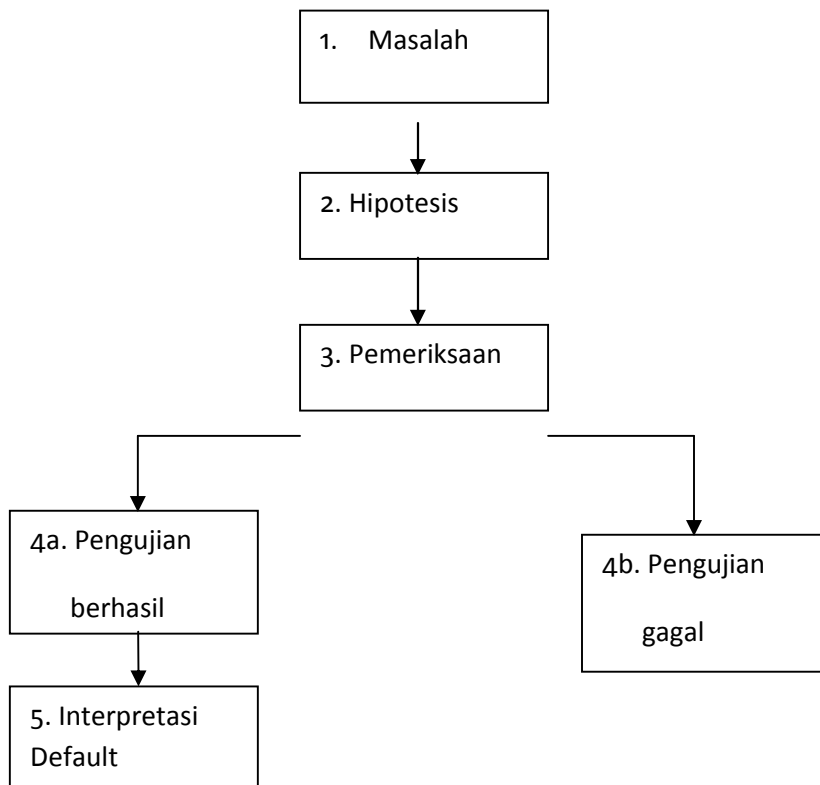 1. Masalah
2. Hipotesis
3. Pemeriksaan
4a. Pengujian
berhasil
4b. Pengujian
gagal
5. Interpretasi
Default